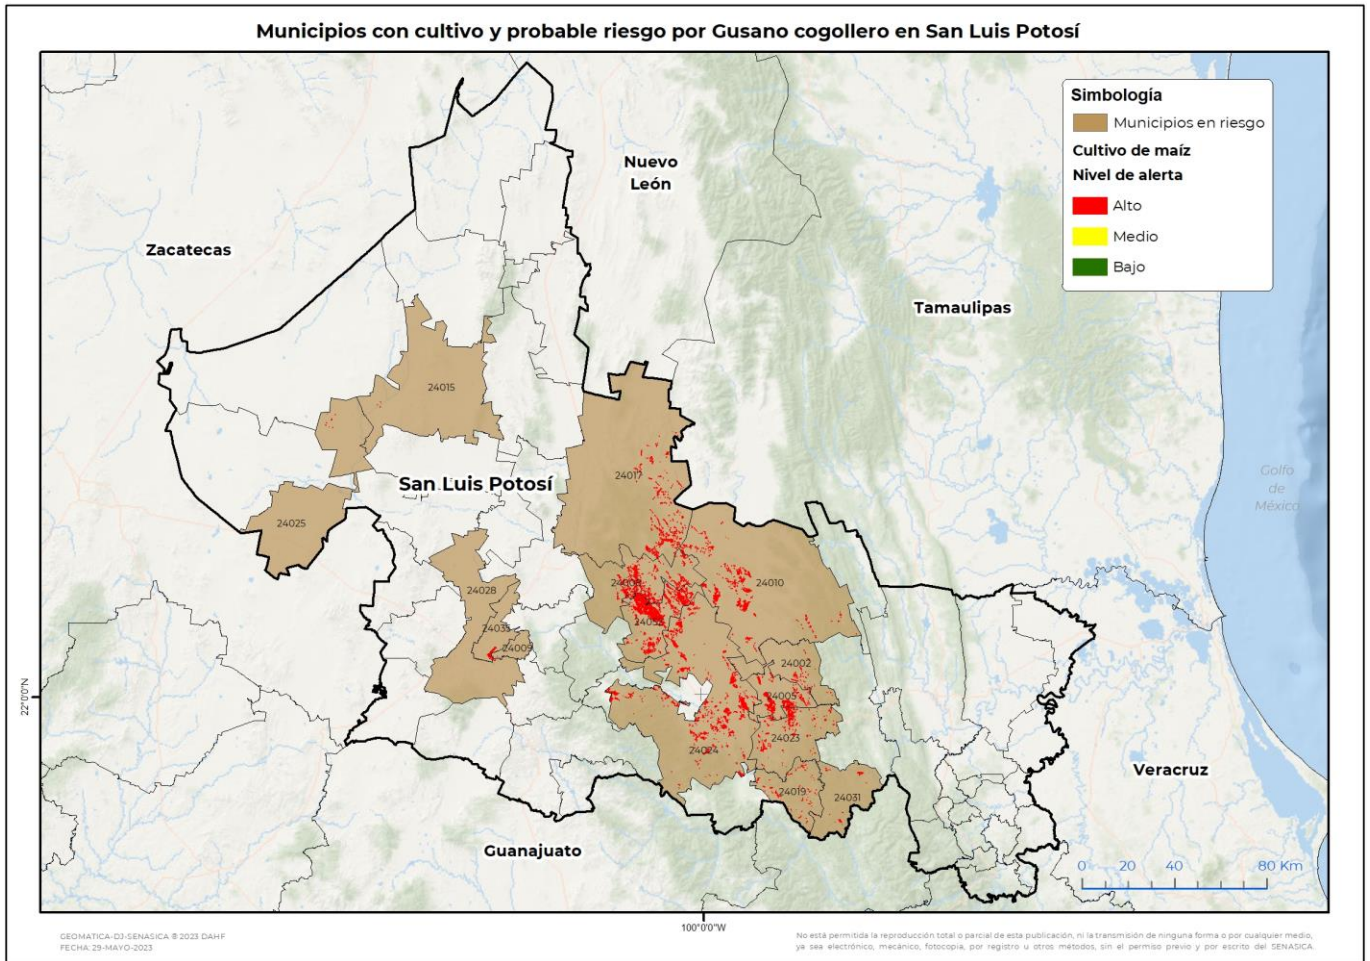 Municipios con cultivo y probable riesgo por Gusano cogollero en San Luis Potosí
Simbología
Municipios en riesgo
Cultivo de maíz
Nivel de alerta
Alto
Medio
Bajo
Nuevo
León
Zacatecas
Tamaulipas
24015
24017
San Luis Potosí
Golfo
de
México
24025
24010
24028
24035
24009
24002
24005
22°0'0"N
24023
24024
24019
24031
Veracruz
Guanajuato
0 20 40 80 Km
100°0'0"W
GEOMATICA-DJ-SENASICA ® 2023 DAHF
FECHA: 29-MAYO-2023
No está permitida la reproducción total o parcial de esta publicación, ni la transmisión de ninguna forma o por cualquier medio,
ya sea electrónico, mecánico, fotocopia, por registro u otros métodos, sin el permiso previo y por escrito del SENASICA.